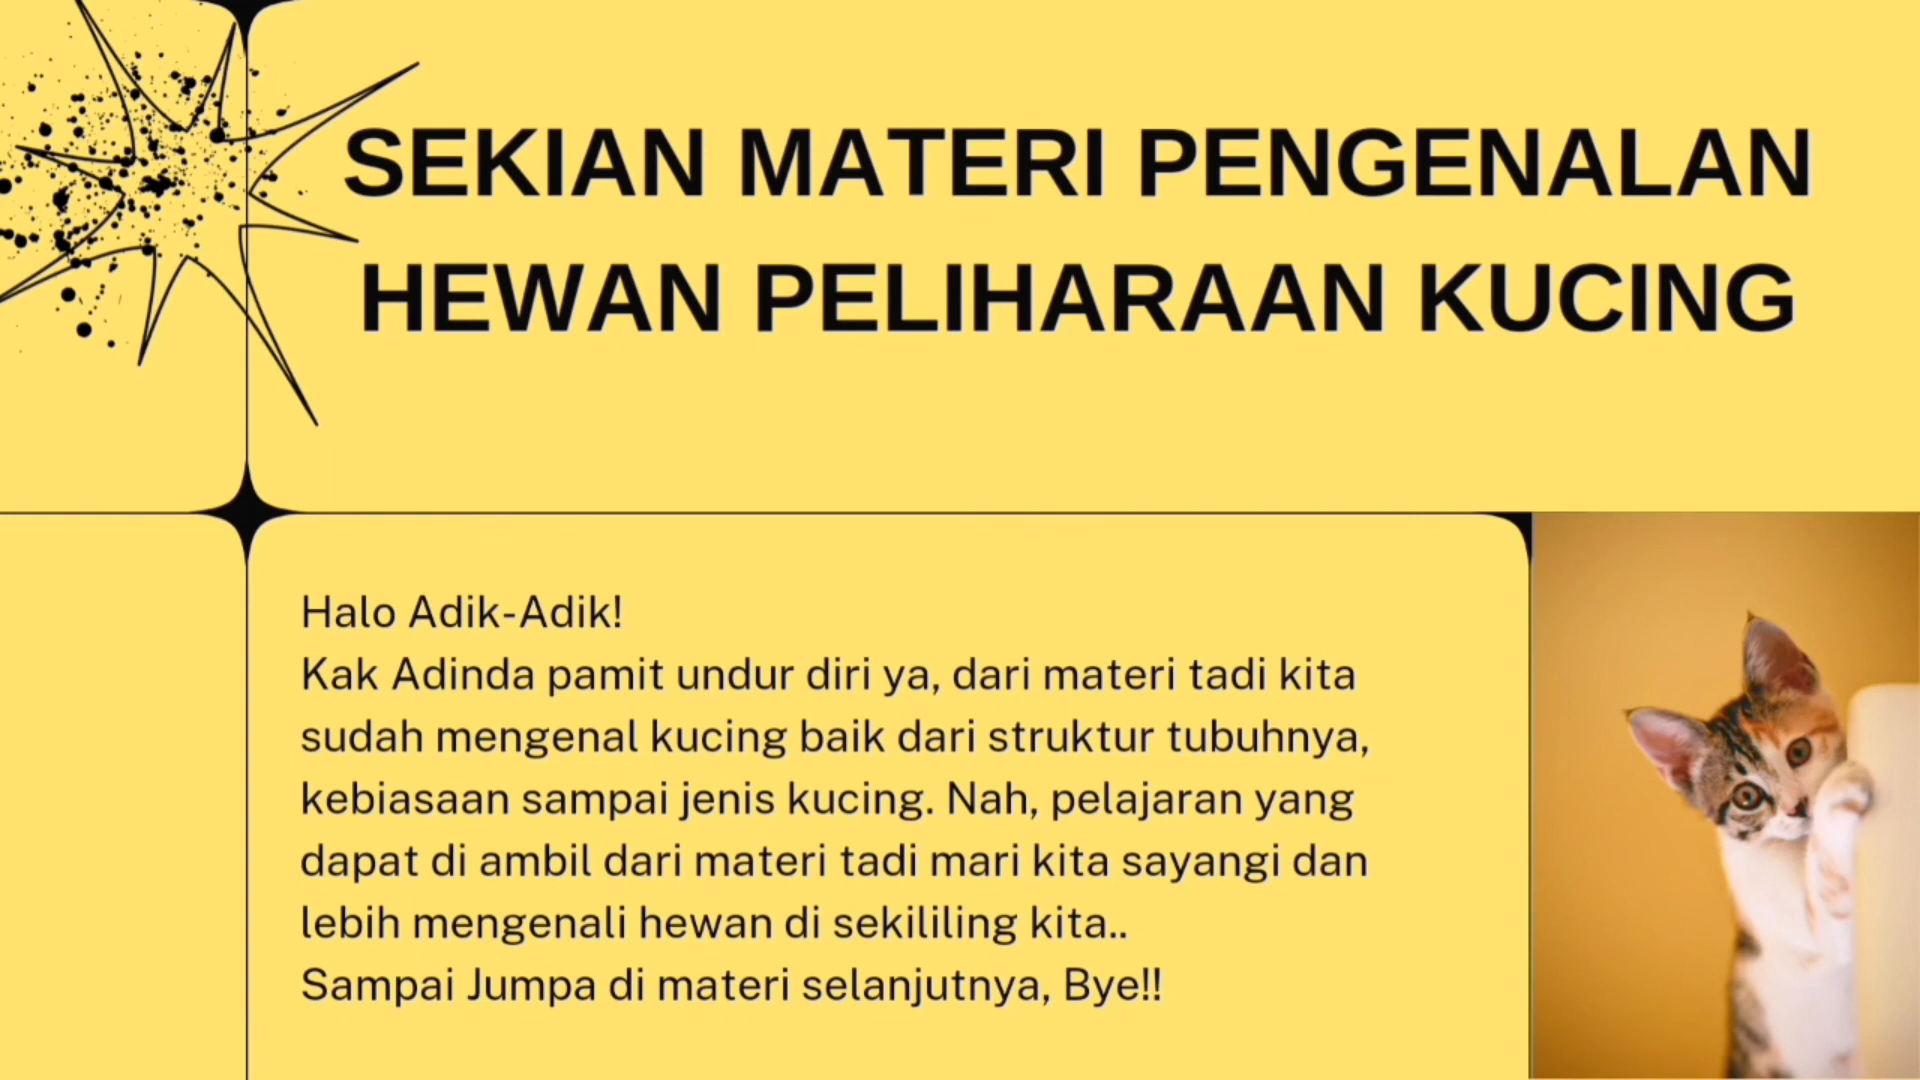 SEKIAN MATERI PENGENALAN
HEWAN PELIHARAAN KUCING
Halo Adik-Adik!
Kak Adinda pamit undur diri ya, dari materi tadi kita
sudah mengenal kucing baik dari struktur tubuhnya,
kebiasaan sampai jenis kucing. Nah, pelajaran yang
dapat di ambil dari materi tadi mari kita sayangi dan
lebih mengenali hewan di sekililing kita..
Sampai Jumpa di materi selanjutnya, Bye!!